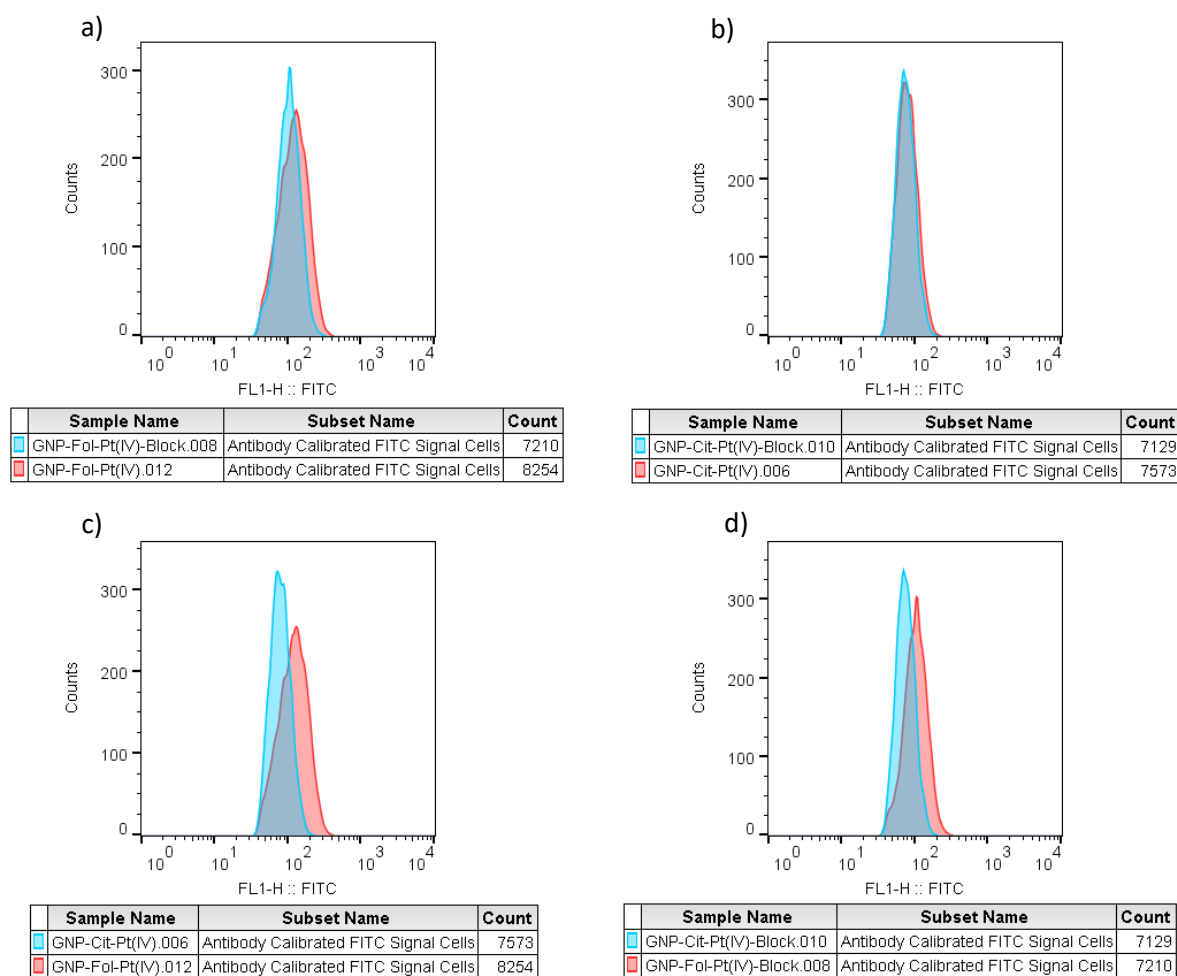 a)
300
200
100
0
Counts
10^0 10^1 10^2 10^3 10^4
FL1-H :: FITC
Sample Name Subset Name Count
GNP-Fol-Pt(IV)-Block.008 Antibody Calibrated FITC Signal Cells 7210
GNP-Fol-Pt(IV).012 Antibody Calibrated FITC Signal Cells 8254
b)
300
200
100
0
Counts
10^0 10^1 10^2 10^3 10^4
FL1-H :: FITC
Sample Name Subset Name Count
GNP-Cit-Pt(IV)-Block.010 Antibody Calibrated FITC Signal Cells 7129
GNP-Cit-Pt(IV).006 Antibody Calibrated FITC Signal Cells 7573
c)
300
200
100
0
Counts
10^0 10^1 10^2 10^3 10^4
FL1-H :: FITC
Sample Name Subset Name Count
GNP-Cit-Pt(IV).006 Antibody Calibrated FITC Signal Cells 7573
GNP-Fol-Pt(IV).012 Antibody Calibrated FITC Signal Cells 8254
d)
300
200
100
0
Counts
10^0 10^1 10^2 10^3 10^4
FL1-H :: FITC
Sample Name Subset Name Count
GNP-Cit-Pt(IV)-Block.010 Antibody Calibrated FITC Signal Cells 7129
GNP-Fol-Pt(IV)-Block.008 Antibody Calibrated FITC Signal Cells 7210